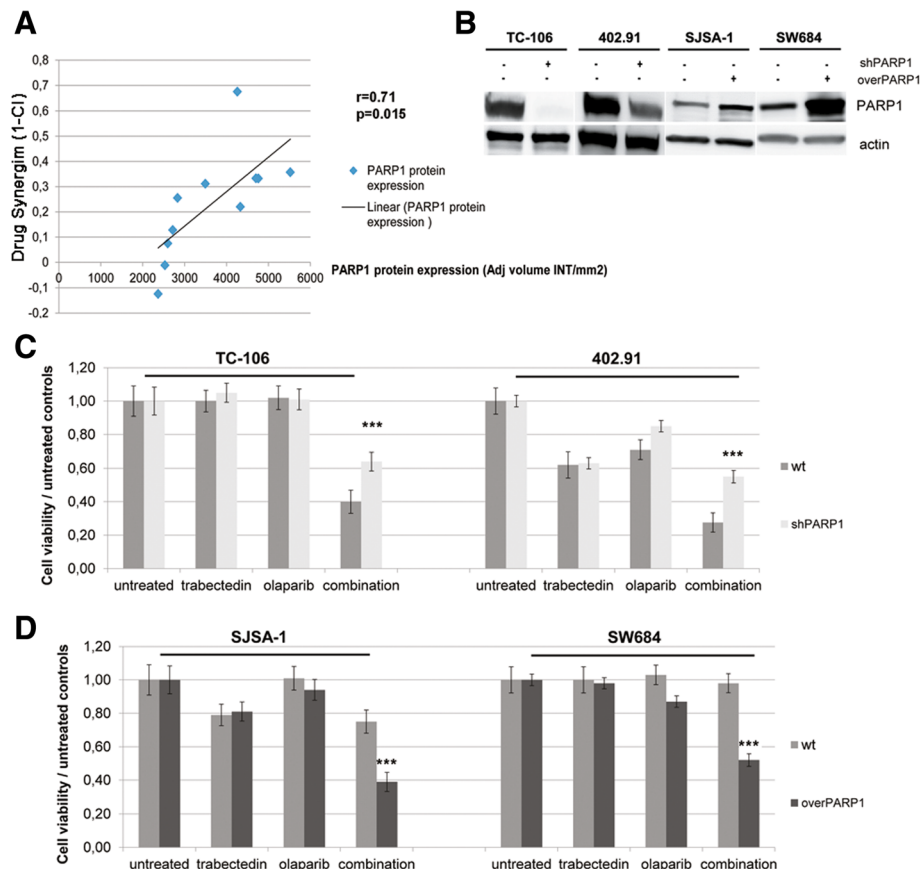 A
0,8
0,7
0,6
0,5
0,4
0,3
0,2
0,1
0
-0,1
-0,2
Drug Synergim (1-CI)
0 1000 2000 3000 4000 5000 6000
PARP1 protein expression (Adj volume INT/mm2)
r=0.71
p=0.015
PARP1 protein
expression
Linear (PARP1 protein
expression )
B
TC-106 402.91 SJSA-1 SW684
- + - + - - - - shPARP1
- - - - - + - + overPARP1
PARP1
actin
C
TC-106 402.91
Cell viability / untreated controls
1,20
1,00
0,80
0,60
0,40
0,20
0,00
*** ***
untreated trabectedin olaparib combination untreated trabectedin olaparib combination
wt
shPARP1
D
SJSA-1 SW684
Cell viability / untreated controls
1,20
1,00
0,80
0,60
0,40
0,20
0,00
*** ***
untreated trabectedin olaparib combination untreated trabectedin olaparib combination
wt
overPARP1